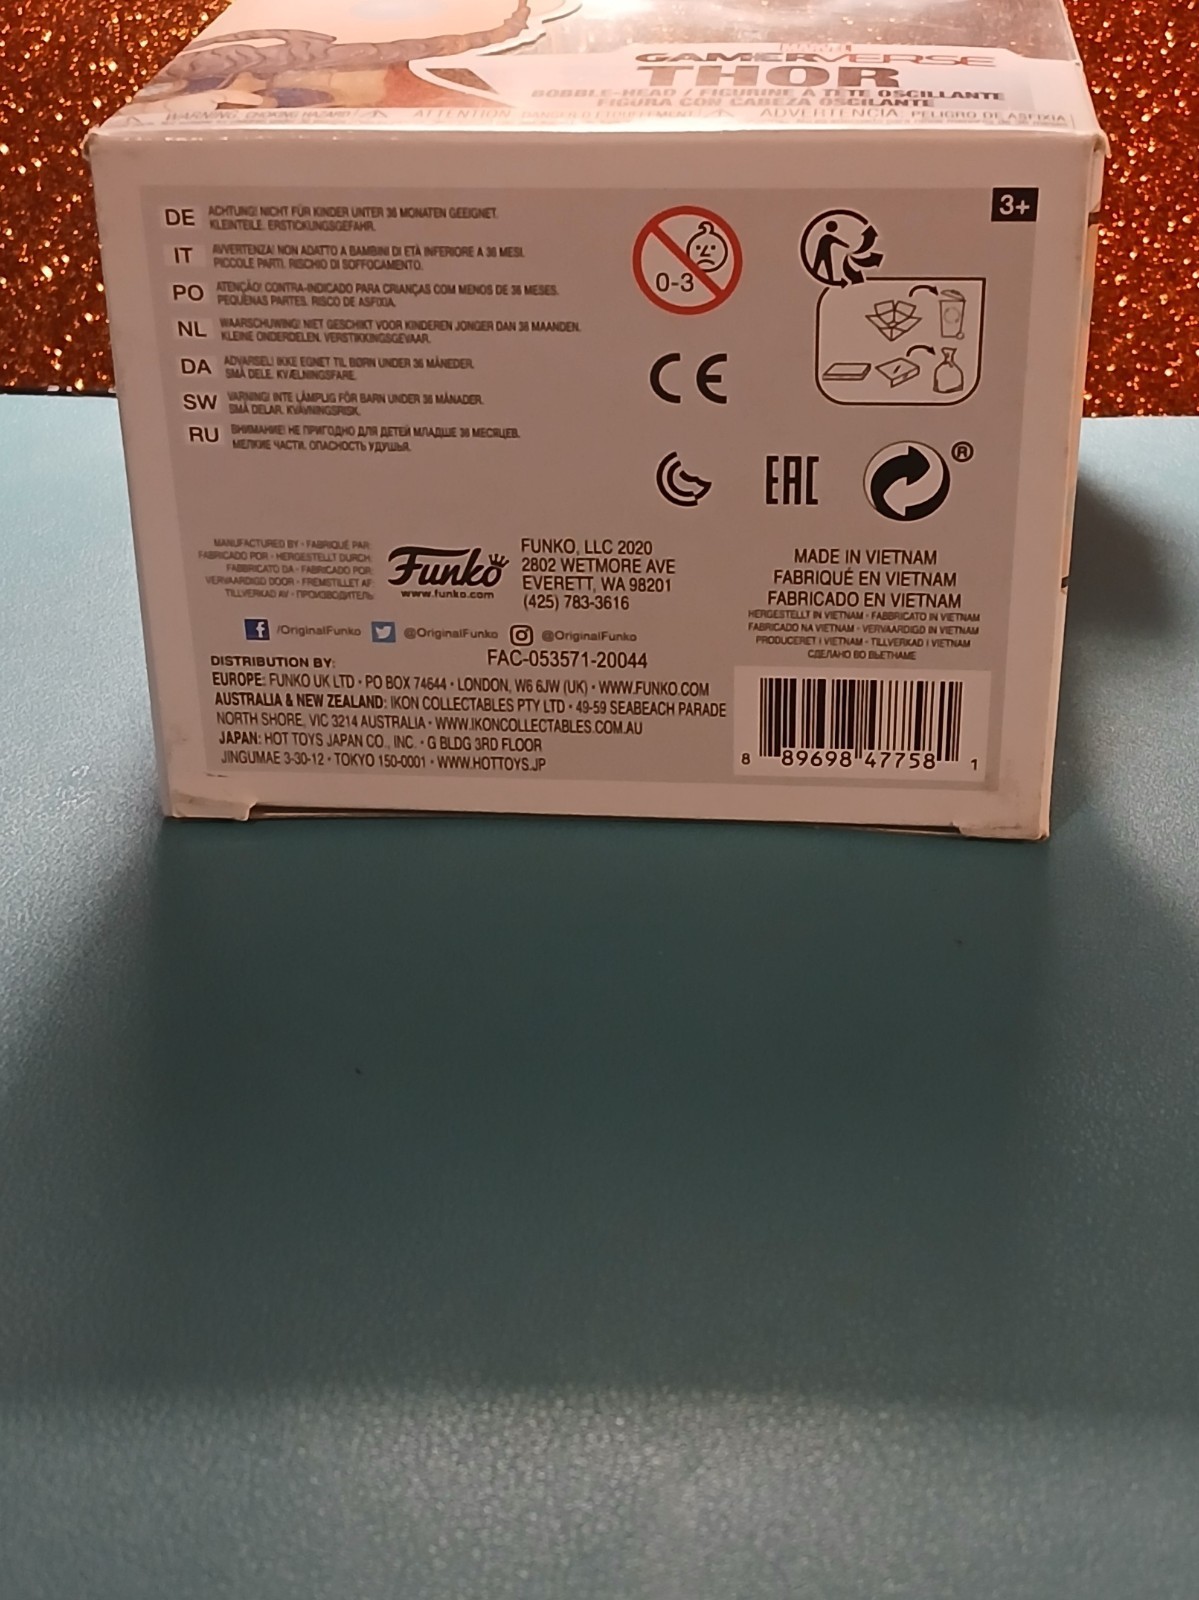 MARVEL
GAMERVERSE
THOR
BOBBLE-HEAD / FIGURINE À TÊTE OSCILLANTE
FIGURA CON CABEZA OSCILANTE
WARNING: CHOKING HAZARD ATTENTION: DANGER D'ÉTOUFFEMENT ADVERTENCIA: PELIGRO DE ASFIXIA
3+
DE ACHTUNG! NICHT FÜR KINDER UNTER 36 MONATEN GEEIGNET.
KLEINTEILE. ERSTICKUNGSGEFAHR.
IT AVVERTENZA! NON ADATTO A BAMBINI DI ETÀ INFERIORE A 36 MESI.
PICCOLE PARTI. RISCHIO DI SOFFOCAMENTO.
PO ATENÇÃO! CONTRA-INDICADO PARA CRIANÇAS COM MENOS DE 36 MESES.
PEQUENAS PARTES. RISCO DE ASFIXIA.
NL WAARSCHUWING! NIET GESCHIKT VOOR KINDEREN JONGER DAN 36 MAANDEN.
KLEINE ONDERDELEN. VERSTIKKINGSGEVAAR.
DA ADVARSEL! IKKE EGNET TIL BØRN UNDER 36 MÅNEDER.
SMÅ DELE. KVÆLNINGSFARE.
SW VARNING! INTE LÄMPLIG FÖR BARN UNDER 36 MÅNADER.
SMÅ DELAR. KVÄVNINGSRISK.
RU ВНИМАНИЕ! НЕ ПРИГОДНО ДЛЯ ДЕТЕЙ МЛАДШЕ 36 МЕСЯЦЕВ.
МЕЛКИЕ ЧАСТИ. ОПАСНОСТЬ УДУШЬЯ.
0-3
CE
EAC
®
MANUFACTURED BY • FABRIQUÉ PAR:
FABRICADO POR • HERGESTELLT DURCH:
FABBRICATO DA • FABRICADO POR:
VERVAARDIGD DOOR • FREMSTILLET AF:
TILLVERKAD AV • ПРОИЗВОДИТЕЛЬ:
Funko
www.funko.com
FUNKO, LLC 2020
2802 WETMORE AVE
EVERETT, WA 98201
(425) 783-3616
/OriginalFunko @OriginalFunko @OriginalFunko
FAC-053571-20044
DISTRIBUTION BY:
EUROPE: FUNKO UK LTD • PO BOX 74644 • LONDON, W6 6JW (UK) • WWW.FUNKO.COM
AUSTRALIA & NEW ZEALAND: IKON COLLECTABLES PTY LTD • 49-59 SEABEACH PARADE
NORTH SHORE, VIC 3214 AUSTRALIA • WWW.IKONCOLLECTABLES.COM.AU
JAPAN: HOT TOYS JAPAN CO., INC. • G BLDG 3RD FLOOR
JINGUMAE 3-30-12 • TOKYO 150-0001 • WWW.HOTTOYS.JP
MADE IN VIETNAM
FABRIQUÉ EN VIETNAM
FABRICADO EN VIETNAM
HERGESTELLT IN VIETNAM • FABBRICATO IN VIETNAM
FABRICADO NA VIETNAM • VERVAARDIGD IN VIETNAM
PRODUCERET I VIETNAM • TILLVERKAD I VIETNAM
СДЕЛАНО ВО ВЬЕТНАМЕ
8 89698 47758 1